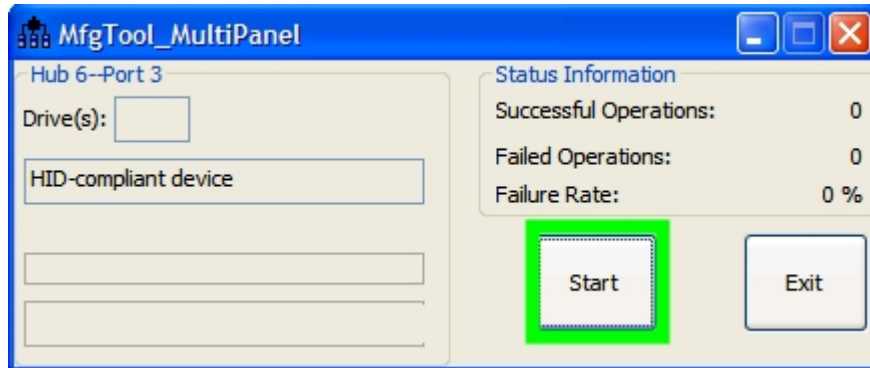 MfgTool_MultiPanel
Hub 6--Port 3
Drive(s):
HID-compliant device
Status Information
Successful Operations: 0
Failed Operations: 0
Failure Rate: 0 %
Start
Exit